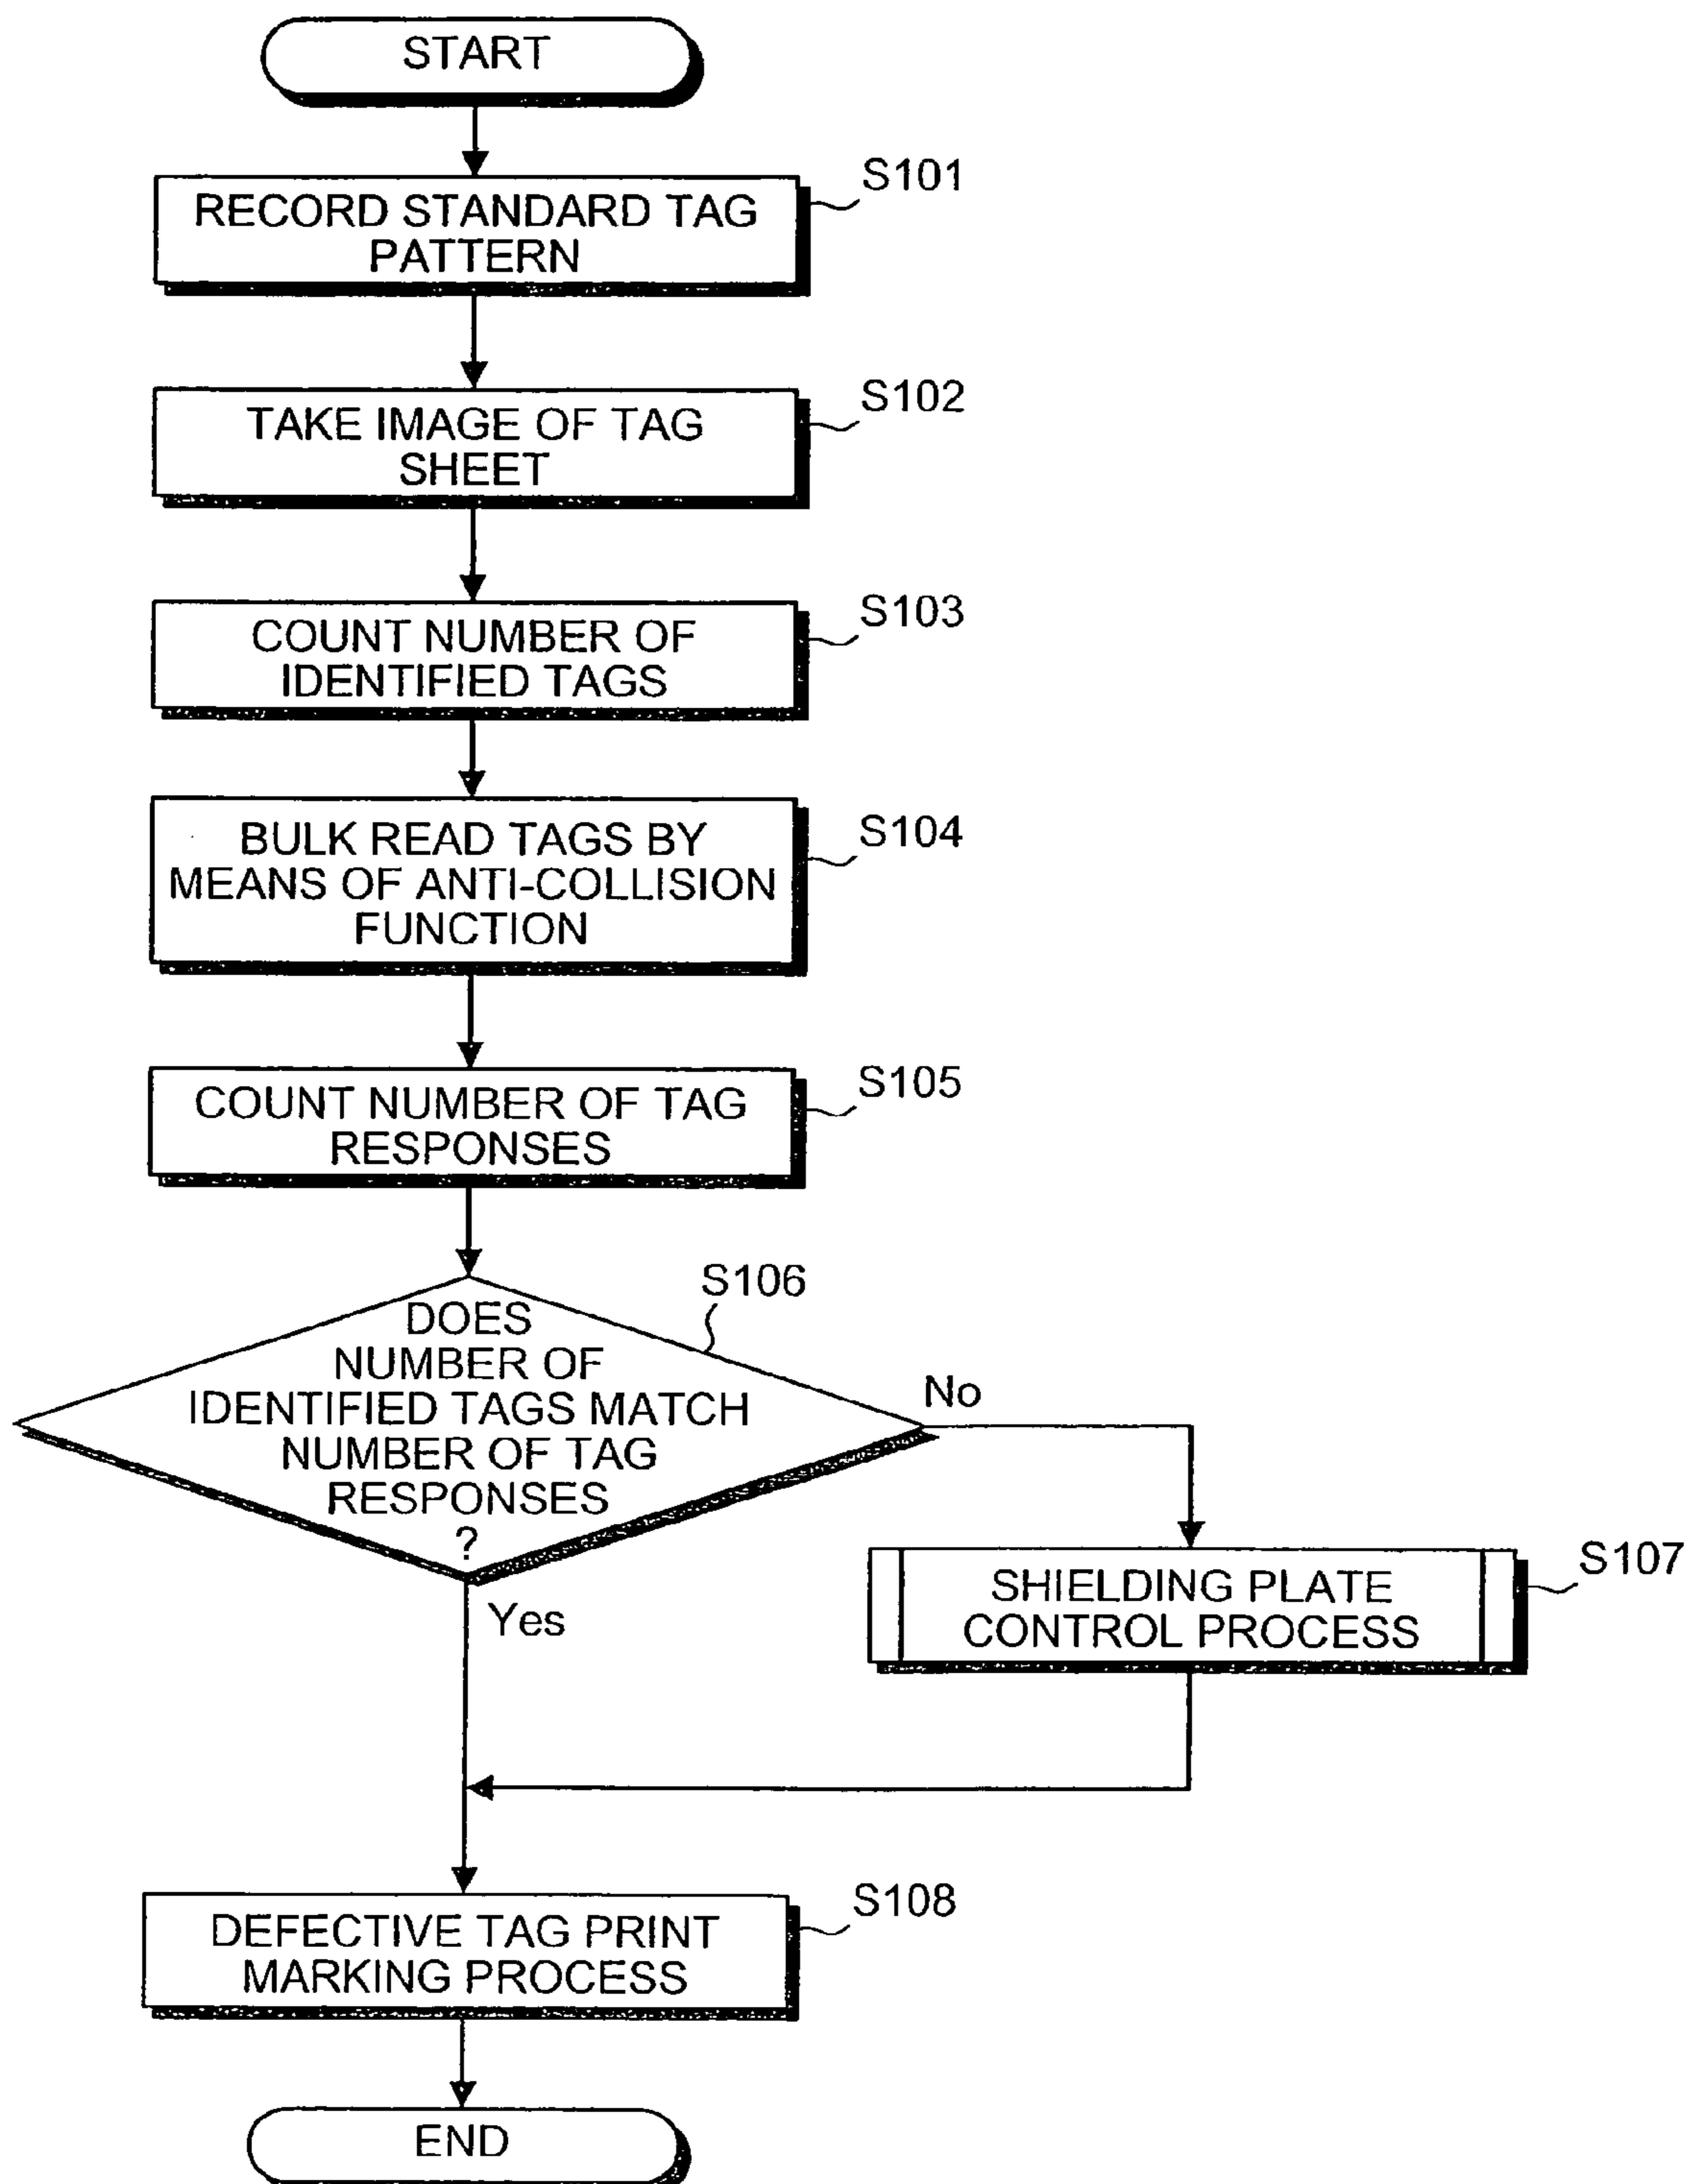 START
S101
RECORD STANDARD TAG
PATTERN
S102
TAKE IMAGE OF TAG
SHEET
S103
COUNT NUMBER OF
IDENTIFIED TAGS
S104
BULK READ TAGS BY
MEANS OF ANTI-COLLISION
FUNCTION
S105
COUNT NUMBER OF TAG
RESPONSES
S106
DOES
NUMBER OF
IDENTIFIED TAGS MATCH
NUMBER OF TAG
RESPONSES
?
No
Yes
S107
SHIELDING PLATE
CONTROL PROCESS
S108
DEFECTIVE TAG PRINT
MARKING PROCESS
END